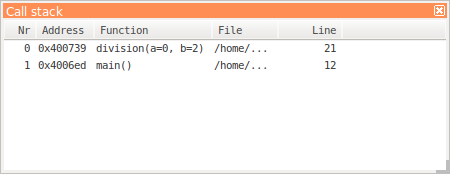 Call stack
Nr Address Function File Line
0 0x400739 division(a=0, b=2) /home/... 21
1 0x4006ed main() /home/... 12